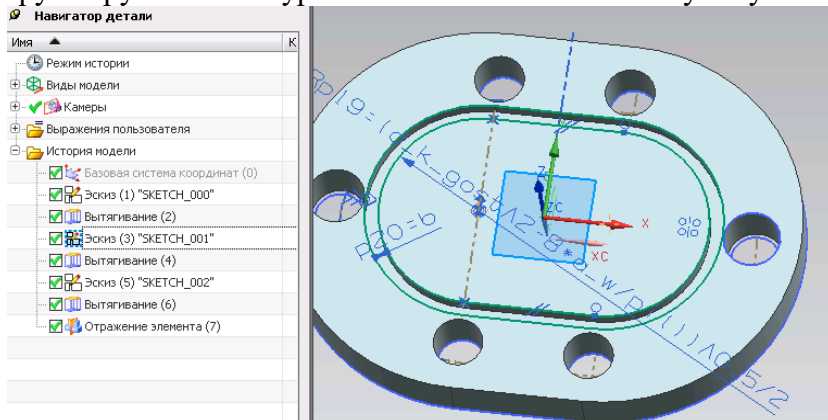 Навигатор детали
Имя
К
Режим истории
Виды модели
Камеры
Выражения пользователя
История модели
Базовая система координат (0)
Эскиз (1) "SKETCH_000"
Вытягивание (2)
Эскиз (3) "SKETCH_001"
Вытягивание (4)
Эскиз (5) "SKETCH_002"
Вытягивание (6)
Отражение элемента (7)
P40=b
ZC
X
XC